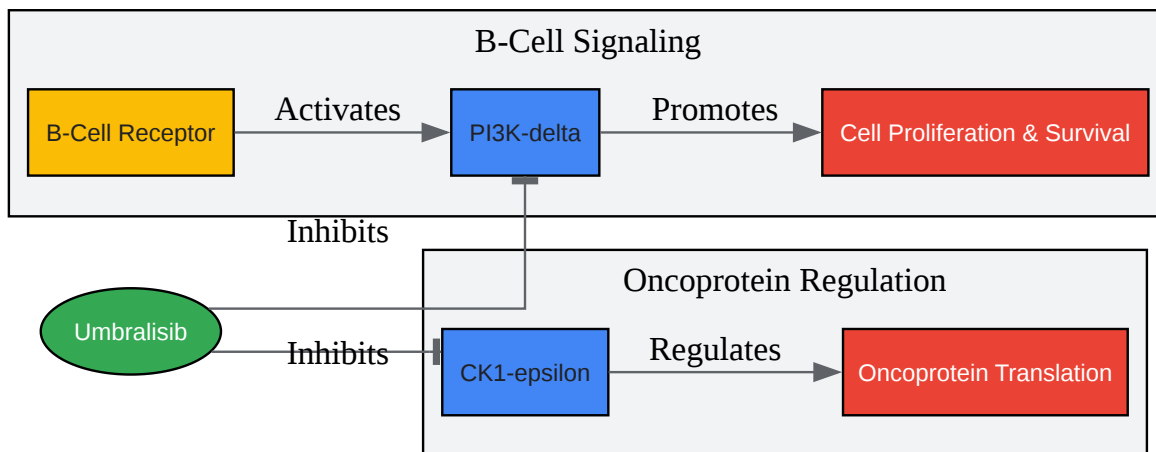 B-Cell Signaling
B-Cell Receptor
Activates
PI3K-delta
Promotes
Cell Proliferation & Survival
Inhibits
Umbralisib
Inhibits
Oncoprotein Regulation
CK1-epsilon
Regulates
Oncoprotein Translation